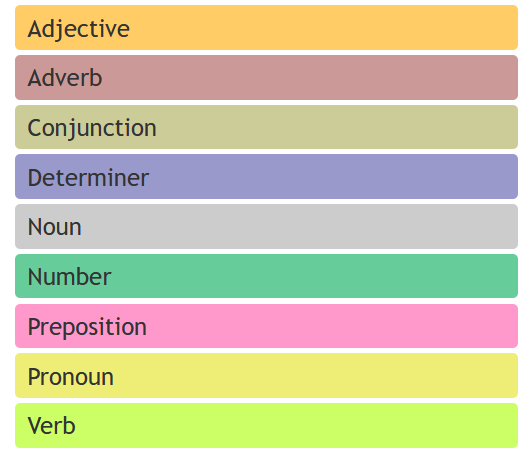 Adjective
Adverb
Conjunction
Determiner
Noun
Number
Preposition
Pronoun
Verb